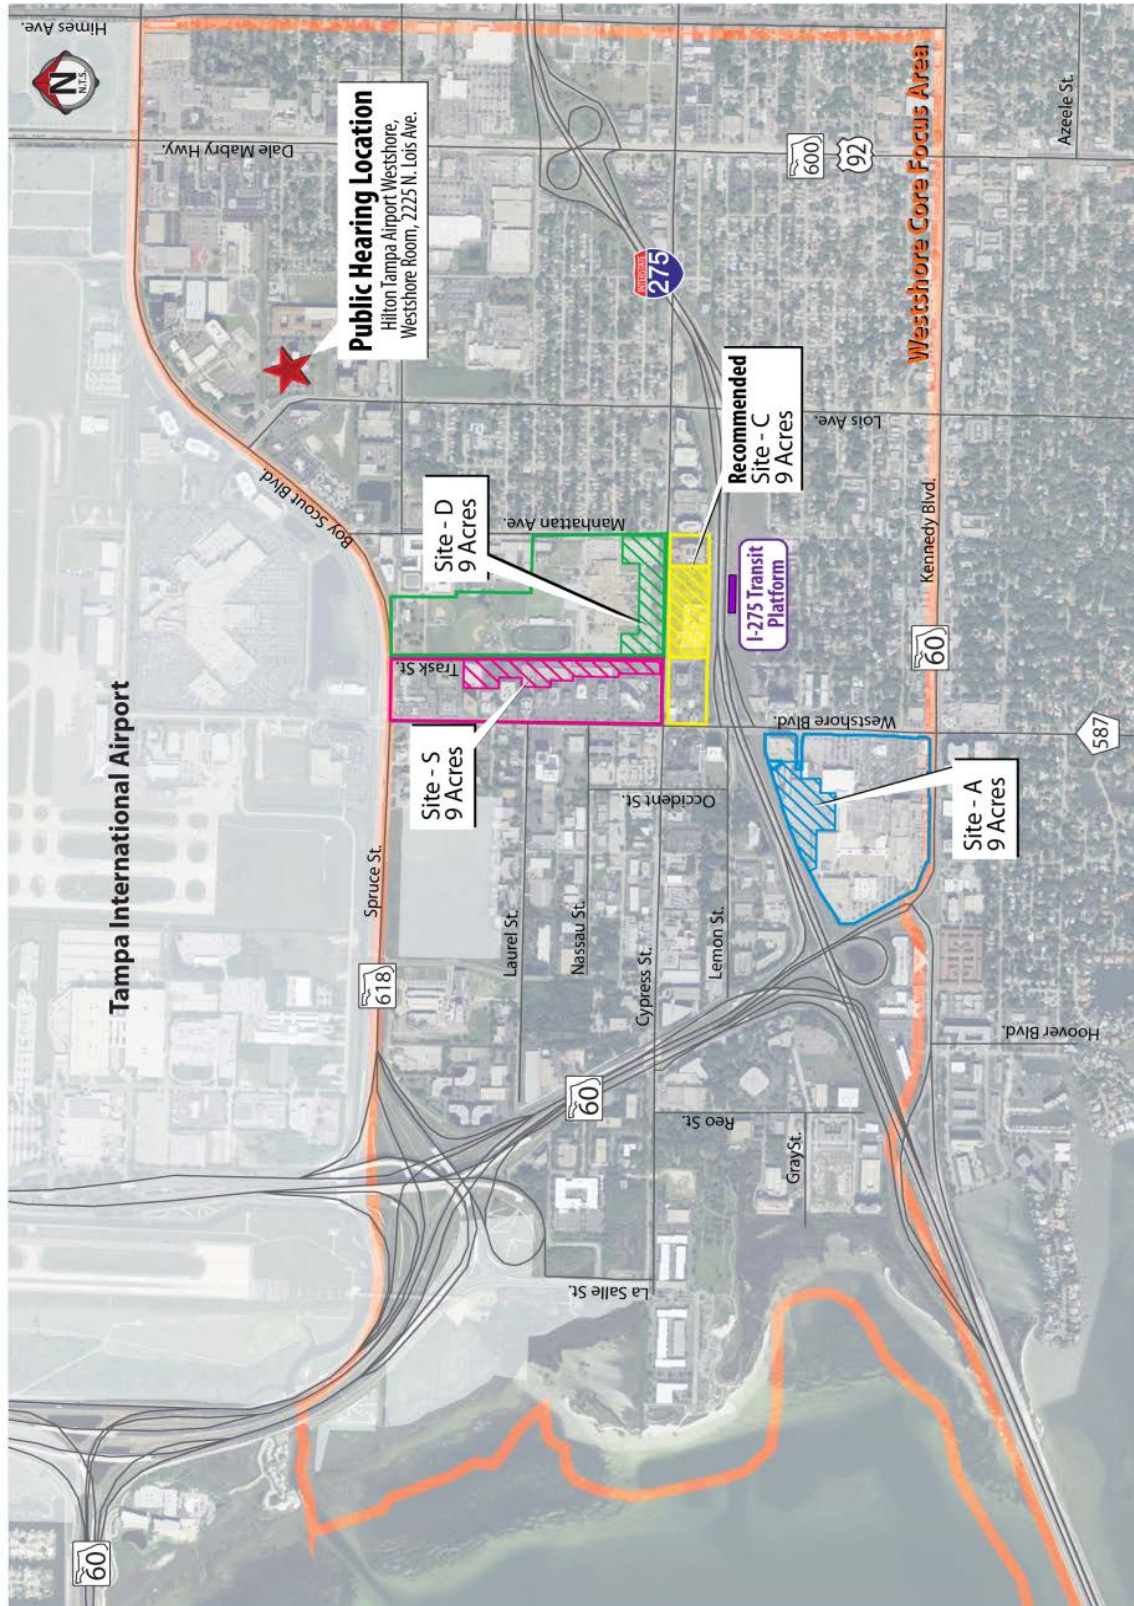 60
Tampa International Airport
Himes Ave.
N
N.T.S.
Dale Mabry Hwy.
Public Hearing Location
Hilton Tampa Airport Westshore,
Westshore Room, 2225 N. Lois Ave.
Boy Scout Blvd.
Spruce St.
618
Site - S
9 Acres
Trask St.
Site - D
9 Acres
Manhattan Ave.
Laurel St.
Nassau St.
60
La Salle St.
Cypress St.
Occident St.
INTERSTATE
275
Reo St.
Lemon St.
Recommended
Site - C
9 Acres
I-275 Transit
Platform
Gray St.
Westshore Blvd.
Lois Ave.
600
92
Westshore Core Focus Area
60
Kennedy Blvd.
Site - A
9 Acres
Hoover Blvd.
587
Azeele St.